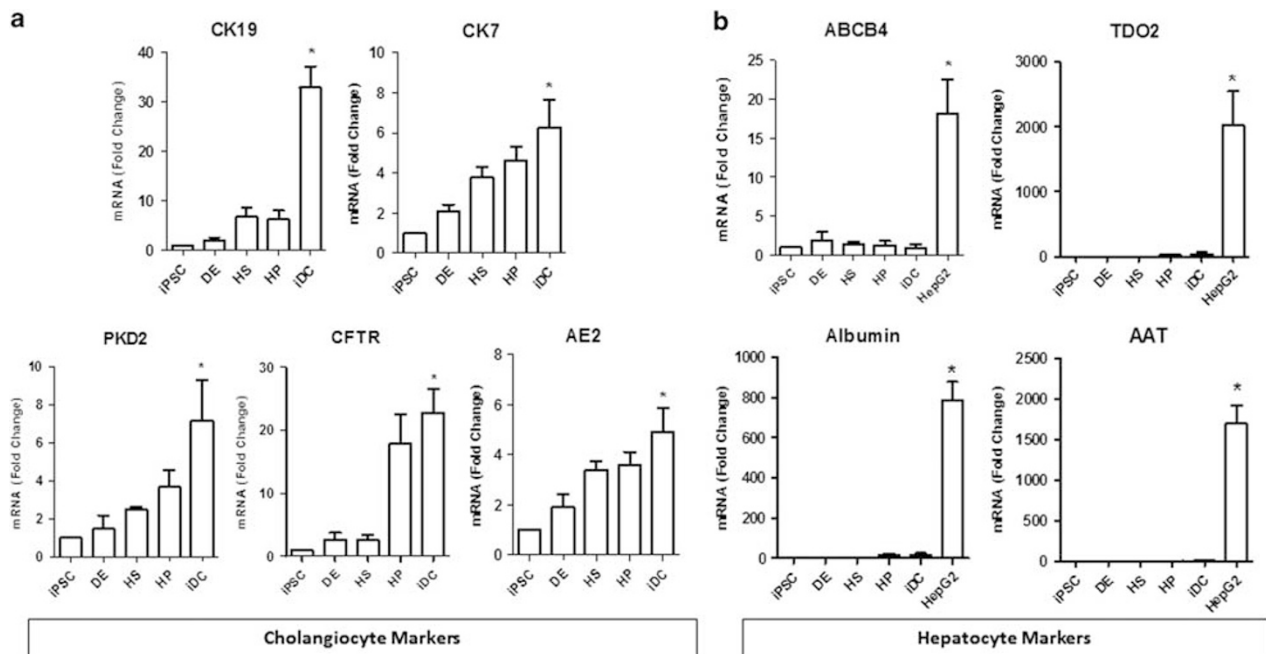 a
CK19
mRNA (Fold Change)
40
30
20
10
0
*
iPSC DE HS HP iDC
CK7
mRNA (Fold Change)
10
8
6
4
2
0
*
iPSC DE HS HP iDC
PKD2
mRNA (Fold Change)
10
8
6
4
2
0
*
iPSC DE HS HP iDC
CFTR
mRNA (Fold Change)
30
20
10
0
*
iPSC DE HS HP iDC
AE2
mRNA (Fold Change)
8
6
4
2
0
*
iPSC DE HS HP iDC
Cholangiocyte Markers
b
ABCB4
mRNA (Fold Change)
25
20
15
10
5
0
*
iPSC DE HS HP iDC HepG2
TDO2
mRNA (Fold Change)
3000
2000
1000
0
*
iPSC DE HS HP iDC HepG2
Albumin
mRNA (Fold Change)
1000
800
600
400
200
0
*
iPSC DE HS HP iDC HepG2
AAT
mRNA (Fold Change)
2500
2000
1500
1000
500
0
*
iPSC DE HS HP iDC HepG2
Hepatocyte Markers